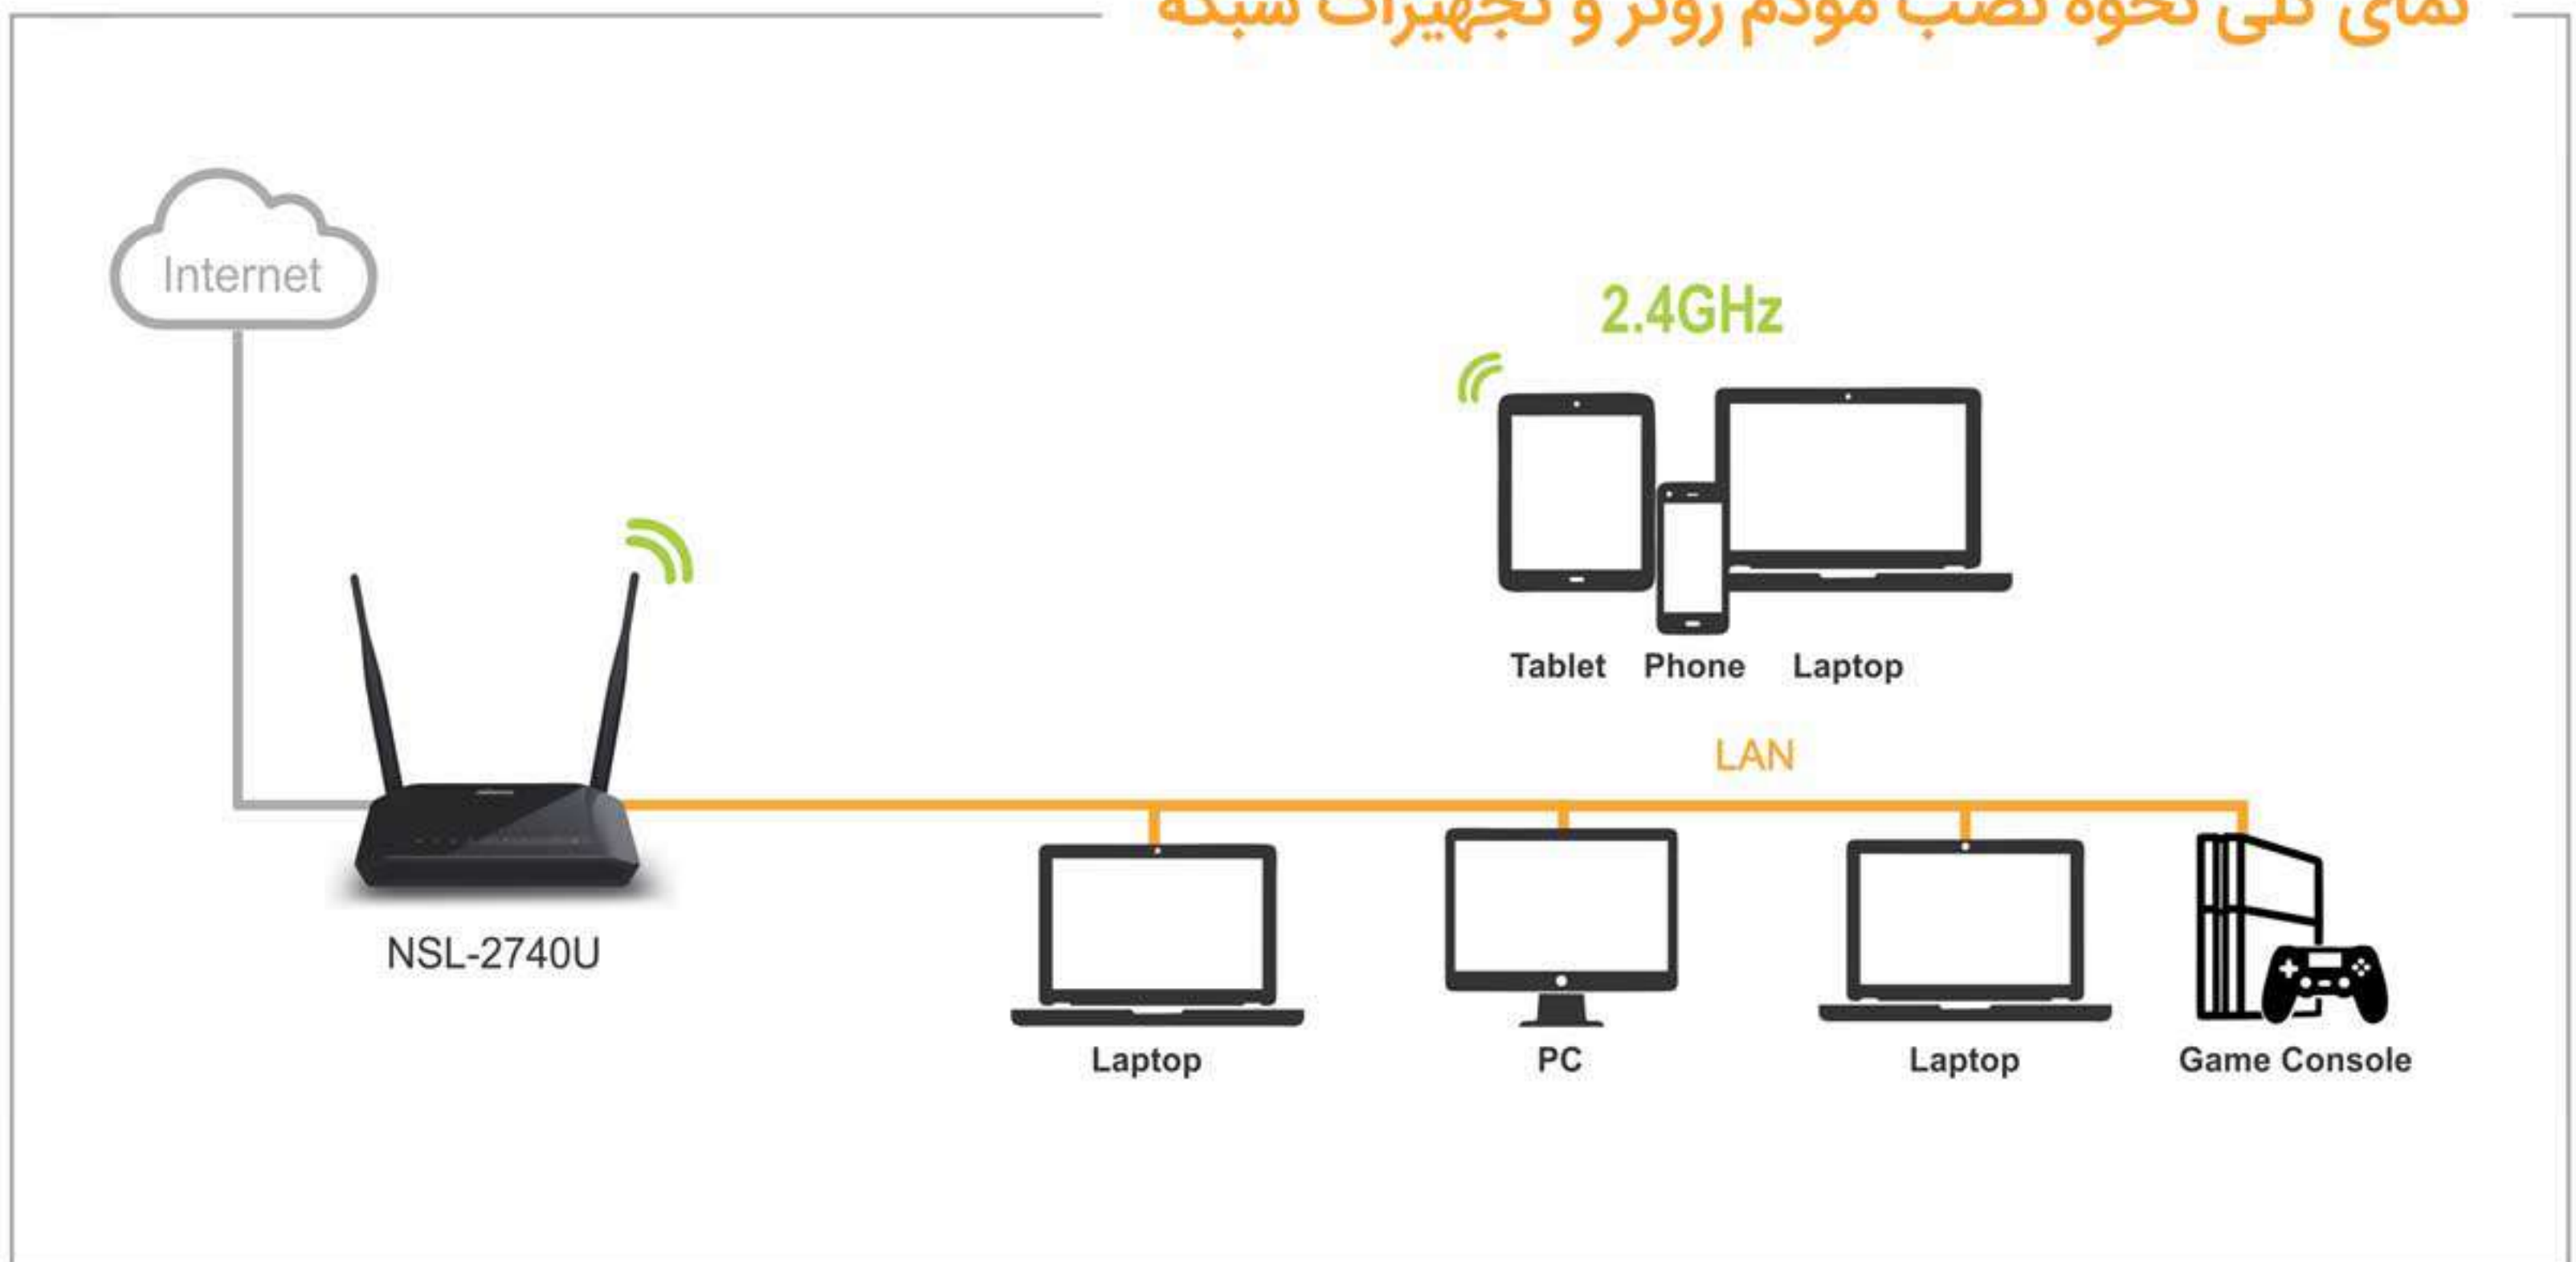 نمای کلی نحوه نصب مودم روتر و تجهیزات شبکه
Internet
2.4GHz
Tablet Phone Laptop
LAN
NSL-2740U
Laptop PC Laptop Game Console